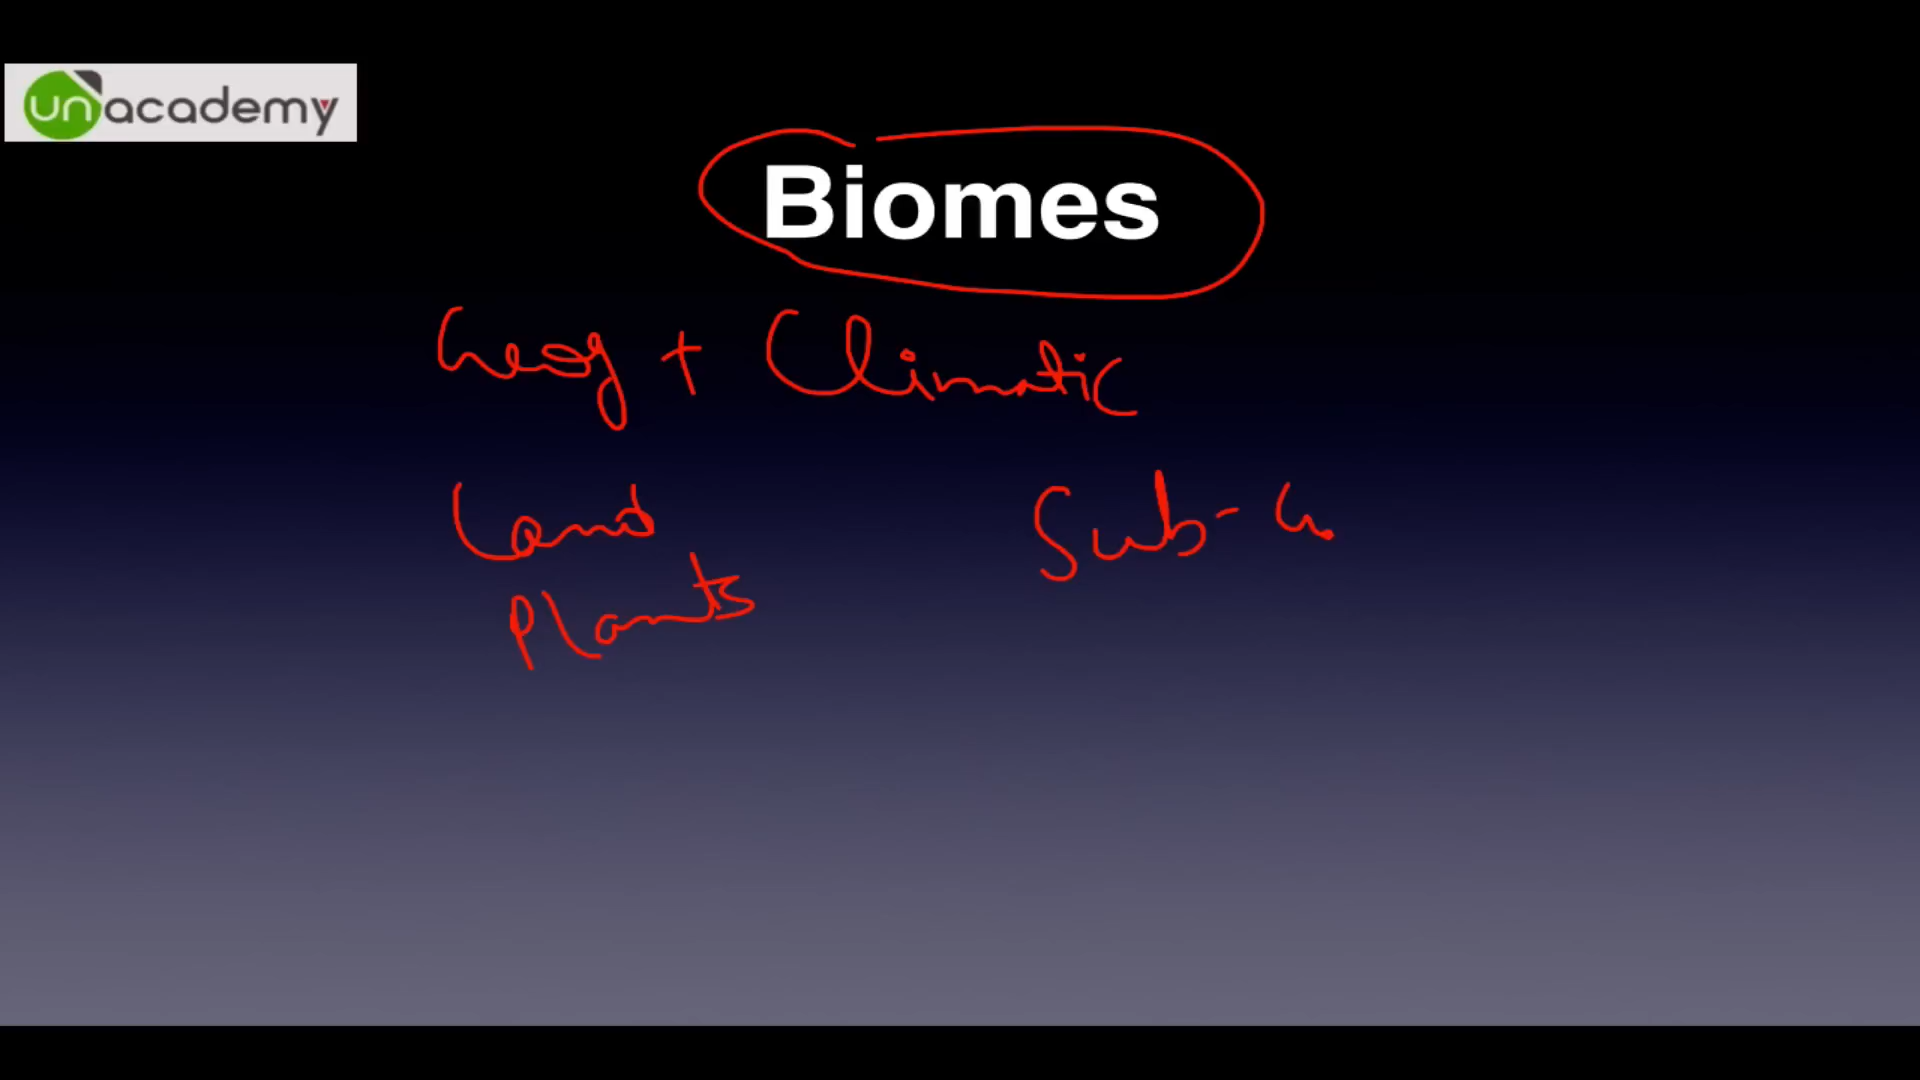 unacademy
Biomes
Geog + Climatic
Land
Sub-
Plants